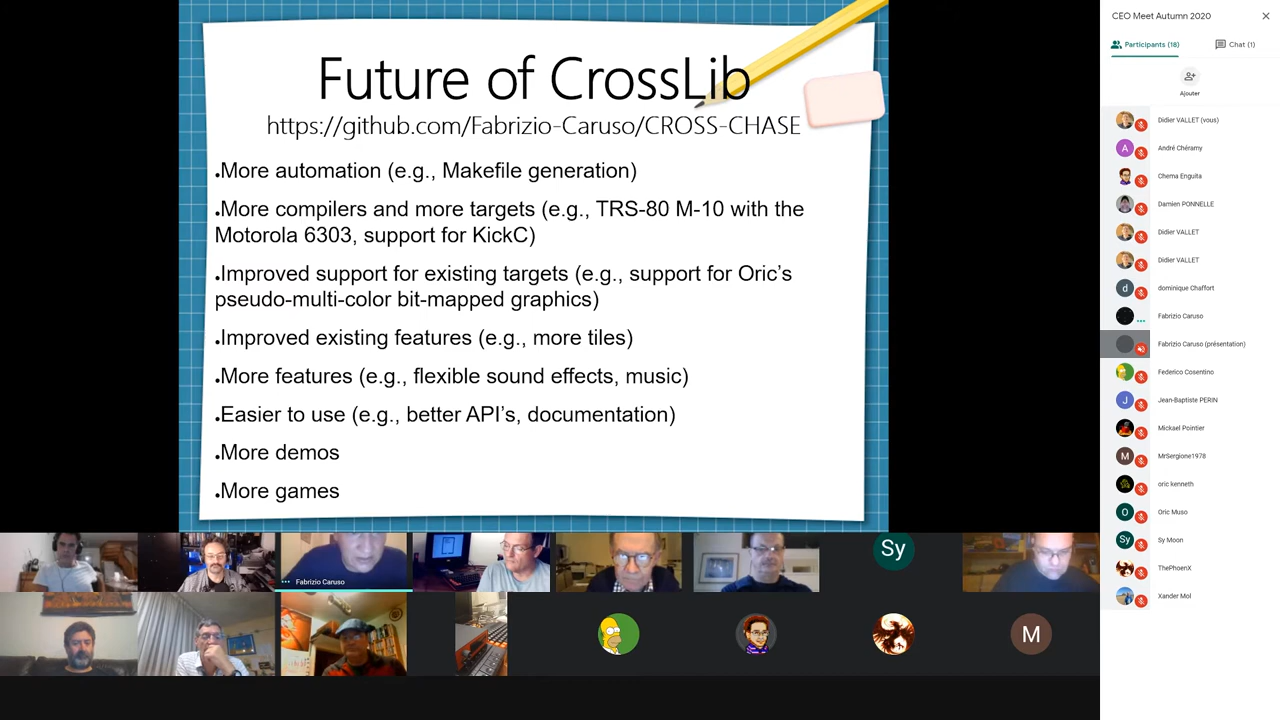 Future of CrossLib
https://github.com/Fabrizio-Caruso/CROSS-CHASE
.More automation (e.g., Makefile generation)
.More compilers and more targets (e.g., TRS-80 M-10 with the
Motorola 6303, support for KickC)
.Improved support for existing targets (e.g., support for Oric's
pseudo-multi-color bit-mapped graphics)
.Improved existing features (e.g., more tiles)
.More features (e.g., flexible sound effects, music)
.Easier to use (e.g., better API's, documentation)
.More demos
.More games
Fabrizio Caruso
Sy
M
CEO Meet Autumn 2020
Participants (18)
Chat (1)
Ajouter
Didier VALLET (vous)
A
André Chéramy
Chema Enguita
Damien PONNELLE
Didier VALLET
Didier VALLET
d
dominique Chaffort
Fabrizio Caruso
Fabrizio Caruso (présentation)
Federico Cosentino
J
Jean-Baptiste PERIN
Mickael Pointier
M
MrSergione1978
oric kenneth
O
Oric Muso
Sy
Sy Moon
ThePhoenX
Xander Mol